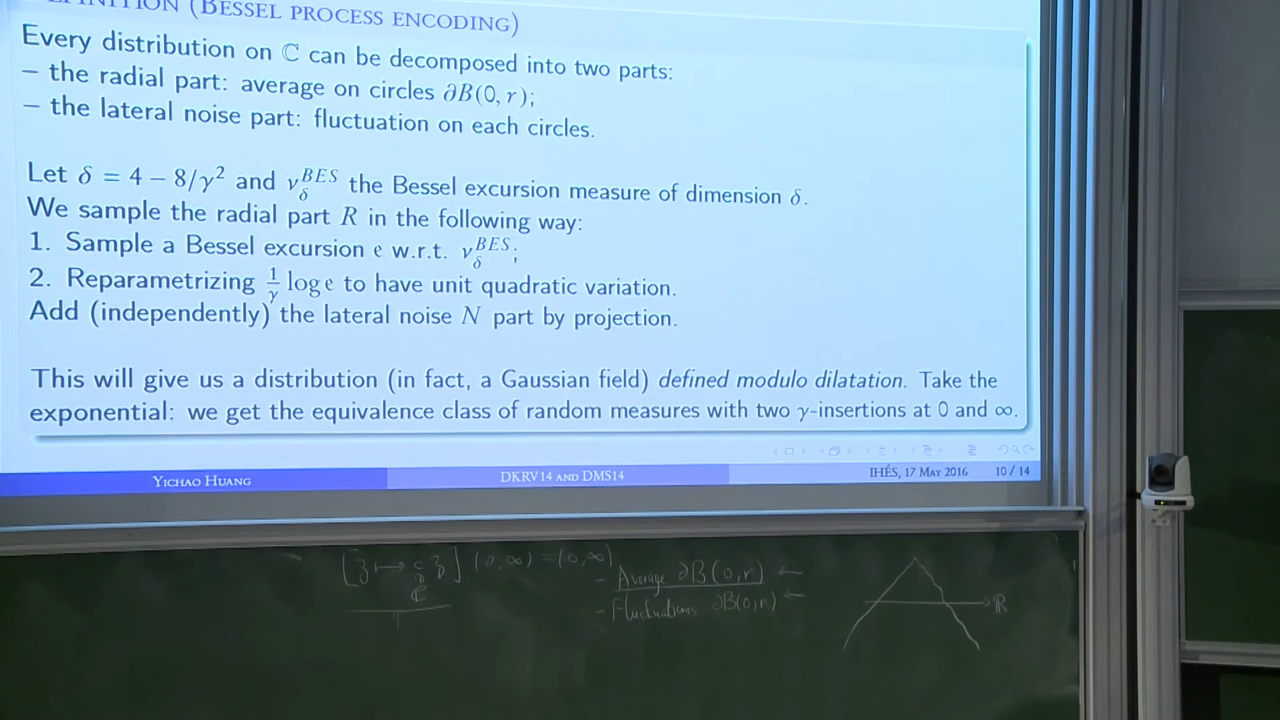 (BESSEL PROCESS ENCODING)
Every distribution on ℂ can be decomposed into two parts:
– the radial part: average on circles ∂B(0, r);
– the lateral noise part: fluctuation on each circles.
Let δ = 4 − 8/γ² and ν_δ^BES the Bessel excursion measure of dimension δ.
We sample the radial part R in the following way:
1. Sample a Bessel excursion e w.r.t. ν_δ^BES;
2. Reparametrizing 1/γ log e to have unit quadratic variation.
Add (independently) the lateral noise N part by projection.
This will give us a distribution (in fact, a Gaussian field) defined modulo dilatation. Take the
exponential: we get the equivalence class of random measures with two γ-insertions at 0 and ∞.
YICHAO HUANG
DKRV14 AND DMS14
IHÉS, 17 MAY 2016
10 / 14
(0,∞) = (0,∞)
- Average ∂B(0,r) ←
- Fluctuations ∂B(0,r) ←
ℝ